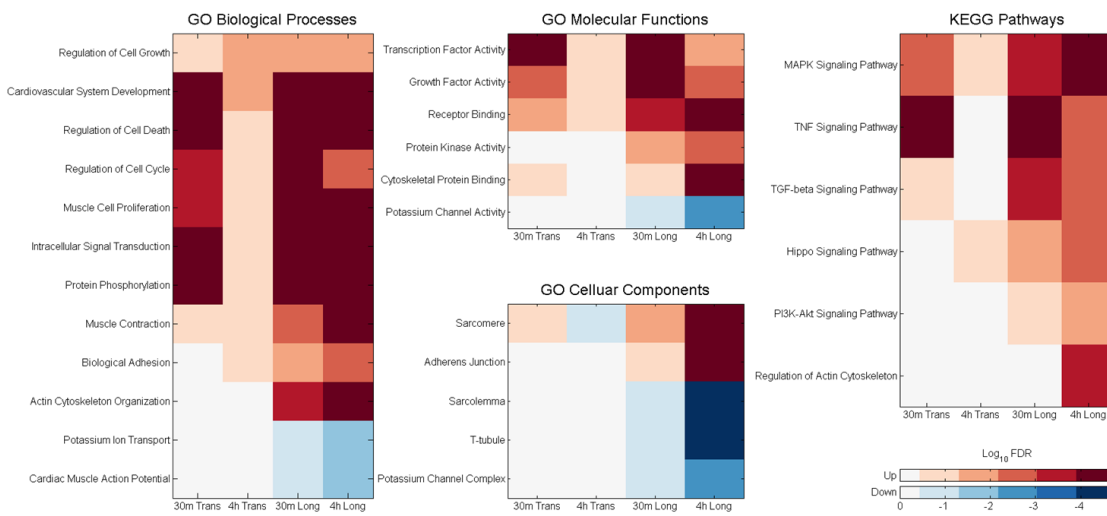 GO Biological Processes
Regulation of Cell Growth
Cardiovascular System Development
Regulation of Cell Death
Regulation of Cell Cycle
Muscle Cell Proliferation
Intracellular Signal Transduction
Protein Phosphorylation
Muscle Contraction
Biological Adhesion
Actin Cytoskeleton Organization
Potassium Ion Transport
Cardiac Muscle Action Potential
30m Trans 4h Trans 30m Long 4h Long
GO Molecular Functions
Transcription Factor Activity
Growth Factor Activity
Receptor Binding
Protein Kinase Activity
Cytoskeletal Protein Binding
Potassium Channel Activity
30m Trans 4h Trans 30m Long 4h Long
GO Celluar Components
Sarcomere
Adherens Junction
Sarcolemma
T-tubule
Potassium Channel Complex
30m Trans 4h Trans 30m Long 4h Long
KEGG Pathways
MAPK Signaling Pathway
TNF Signaling Pathway
TGF-beta Signaling Pathway
Hippo Signaling Pathway
PI3K-Akt Signaling Pathway
Regulation of Actin Cytoskeleton
30m Trans 4h Trans 30m Long 4h Long
Log10 FDR
Up
Down
0 -1 -2 -3 -4